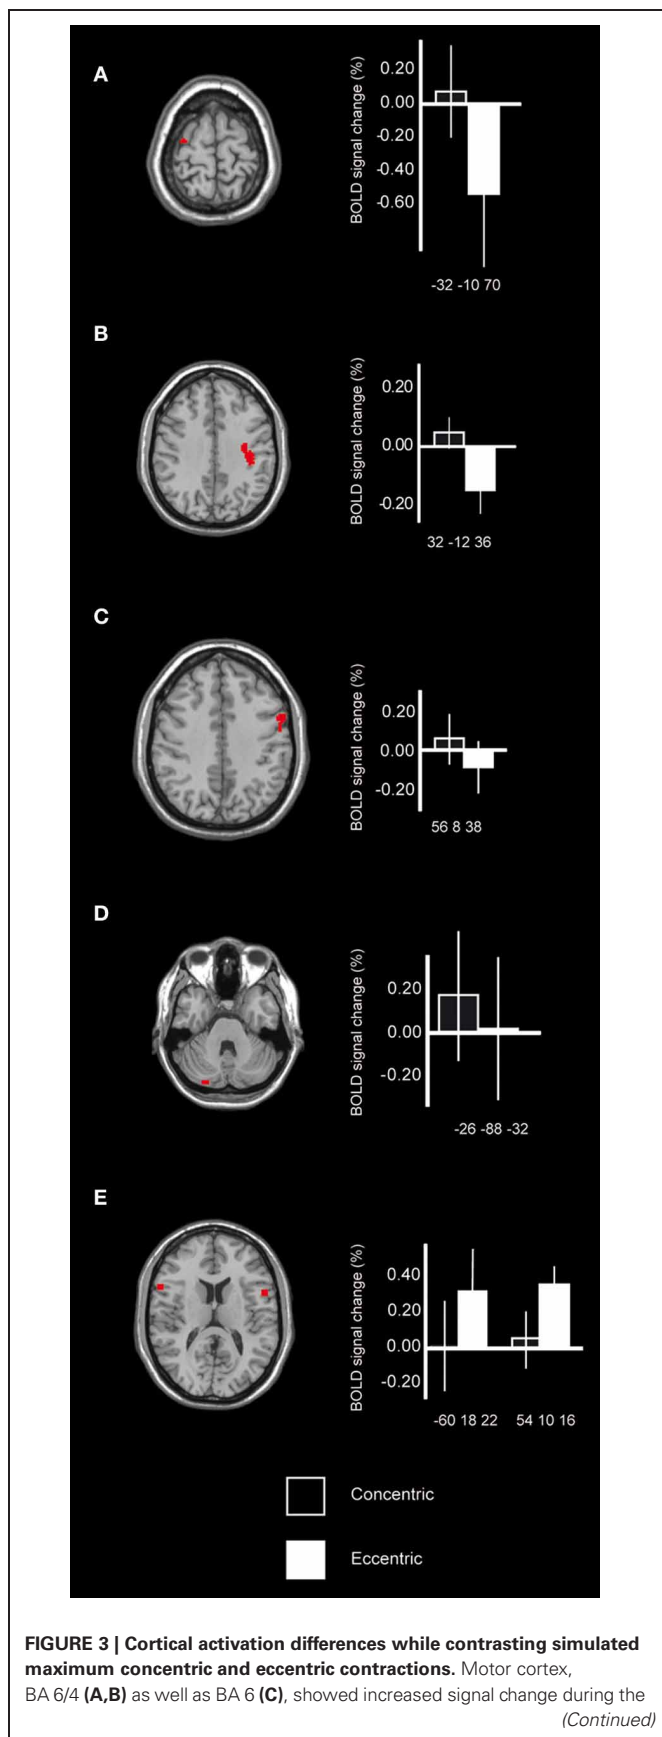 A
BOLD signal change (%)
0.20
0.00
-0.20
-0.40
-0.60
-32 -10 70
B
BOLD signal change (%)
0.20
0.00
-0.20
32 -12 36
C
BOLD signal change (%)
0.20
0.00
-0.20
56 8 38
D
BOLD signal change (%)
0.20
0.00
-0.20
-26 -88 -32
E
BOLD signal change (%)
0.40
0.20
0.00
-0.20
-60 18 22 54 10 16
Concentric
Eccentric
FIGURE 3 | Cortical activation differences while contrasting simulated
maximum concentric and eccentric contractions. Motor cortex,
BA 6/4 (A,B) as well as BA 6 (C), showed increased signal change during the
(Continued)